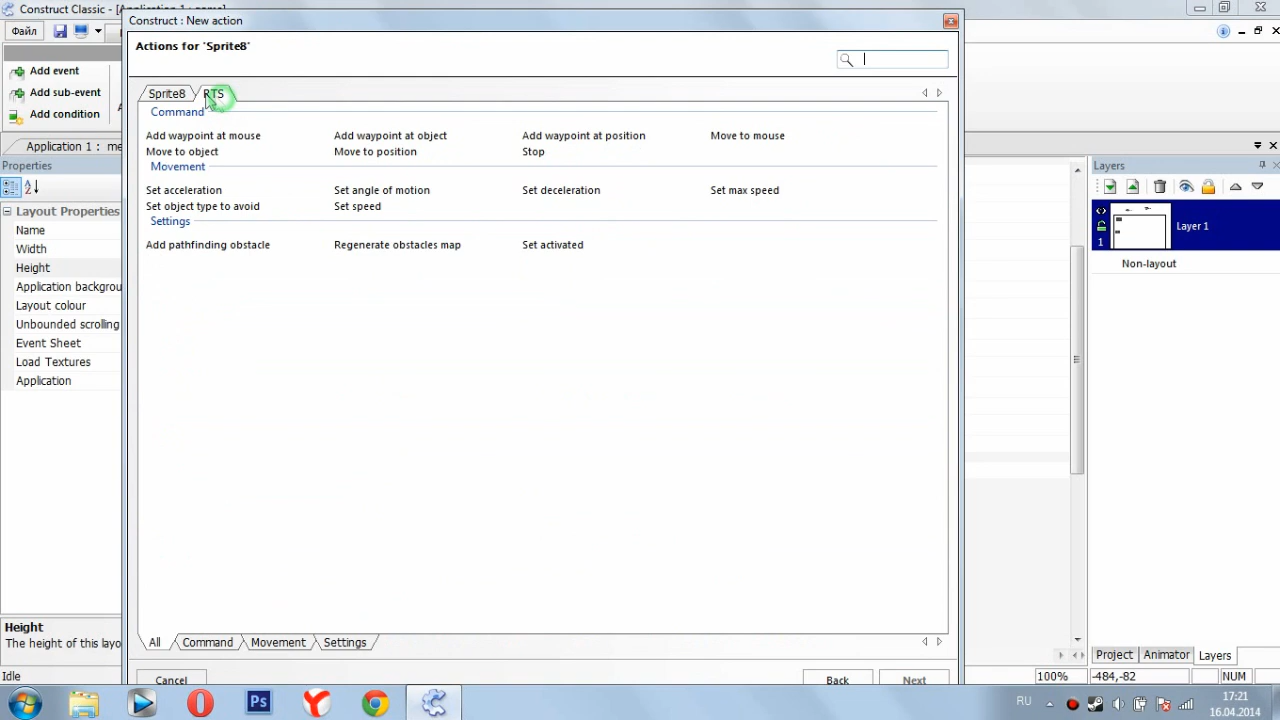 Construct Classic - [Application 1 : game]
Construct : New action
Файл
Actions for 'Sprite8'
Add event
Add sub-event
Add condition
Sprite8 RTS
Command
Add waypoint at mouse Add waypoint at object Add waypoint at position Move to mouse
Move to object Move to position Stop
Movement
Set acceleration Set angle of motion Set deceleration Set max speed
Set object type to avoid Set speed
Settings
Add pathfinding obstacle Regenerate obstacles map Set activated
Application 1 : me
Properties
Layout Properties
Name
Width
Height
Application backgrou
Layout colour
Unbounded scrolling
Event Sheet
Load Textures
Application
Height
The height of this layo
Idle
All Command Movement Settings
Cancel Back Next
Layers
Layer 1
1
Non-layout
Project Animator Layers
100% -484,-82 NUM
Ps
RU
17:21
16.04.2014